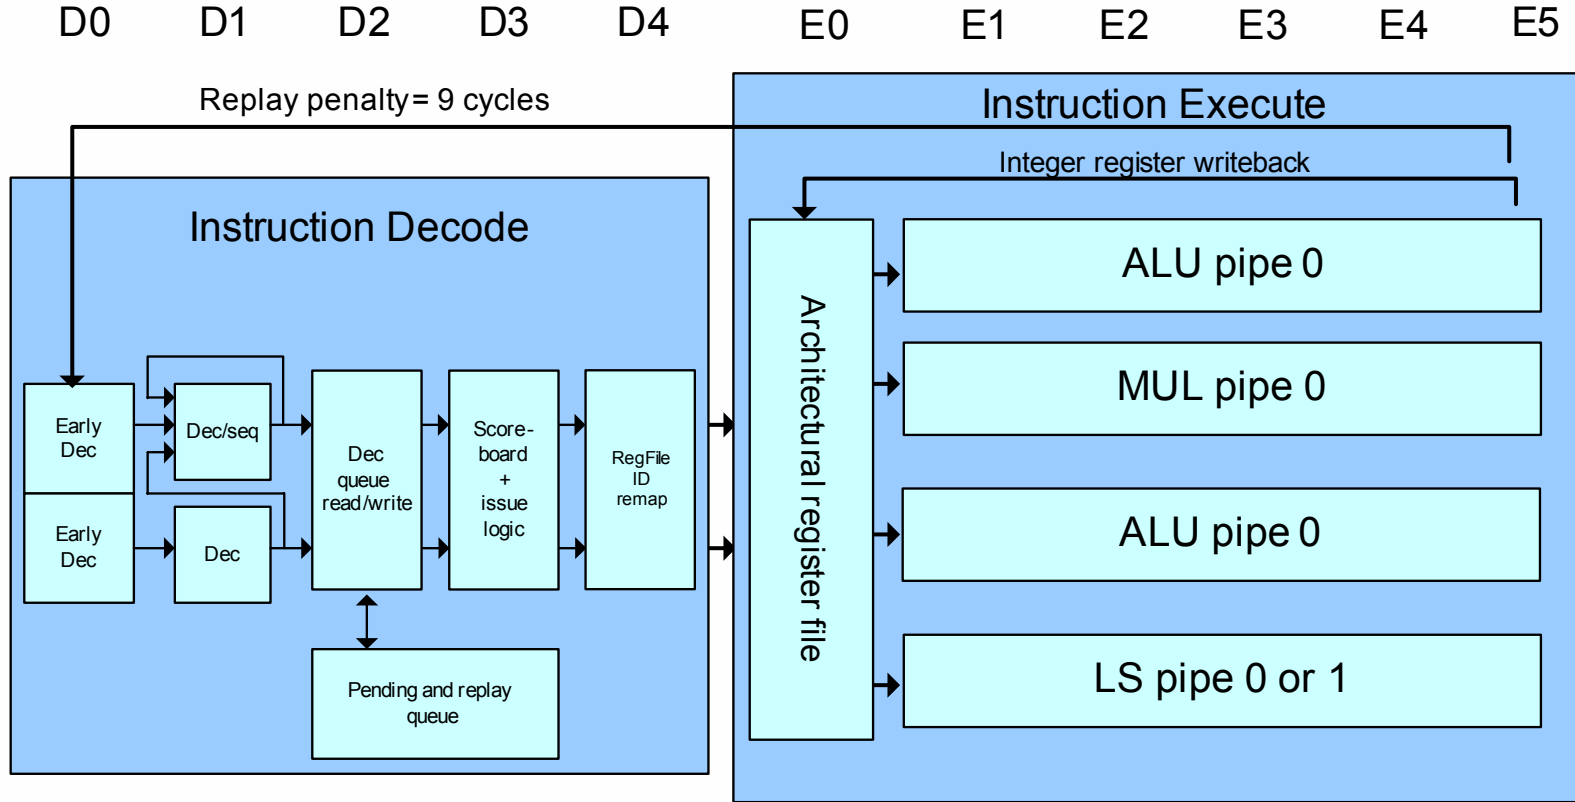 D0 D1 D2 D3 D4 E0 E1 E2 E3 E4 E5
Replay penalty= 9 cycles
Instruction Execute
Integer register writeback
Instruction Decode
Early
Dec
Early
Dec
Dec/seq
Dec
Dec
queue
read/write
Score-
board
+
issue
logic
RegFile
ID
remap
Pending and replay
queue
Architectural register file
ALU pipe 0
MUL pipe 0
ALU pipe 0
LS pipe 0 or 1